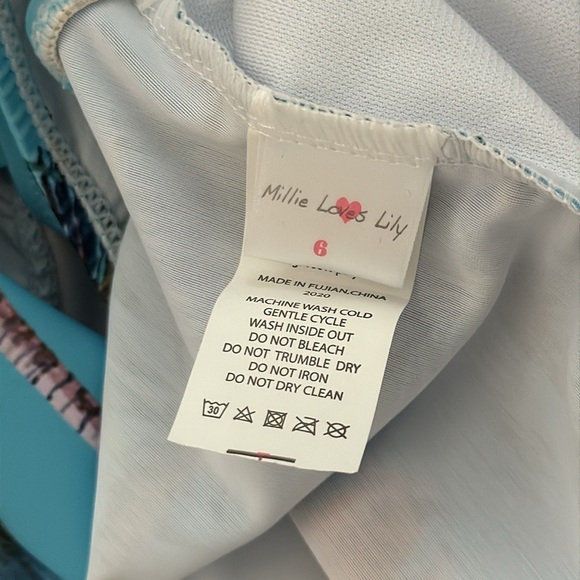 Millie Loves Lily
6
MADE IN FUJIAN.CHINA
2020
MACHINE WASH COLD
GENTLE CYCLE
WASH INSIDE OUT
DO NOT BLEACH
DO NOT TRUMBLE DRY
DO NOT IRON
DO NOT DRY CLEAN
30